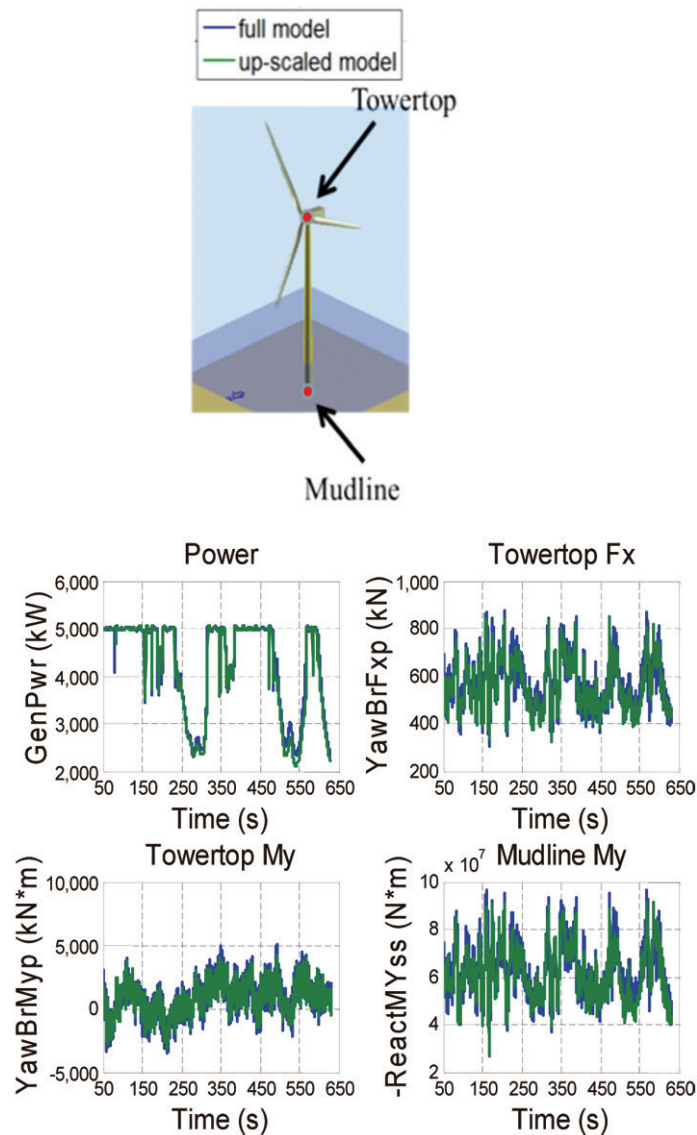 full model
up-scaled model
Towertop
Mudline
Power
GenPwr (kW)
6,000
5,000
4,000
3,000
2,000
50 150 250 350 450 550 650
Time (s)
Towertop Fx
YawBrFxp (kN)
1,000
800
600
400
200
50 150 250 350 450 550 650
Time (s)
Towertop My
YawBrMyp (kN*m)
10,000
5,000
0
-5,000
50 150 250 350 450 550 650
Time (s)
Mudline My
-ReactMYss (N*m)
x 10⁷
10
8
6
4
2
50 150 250 350 450 550 650
Time (s)